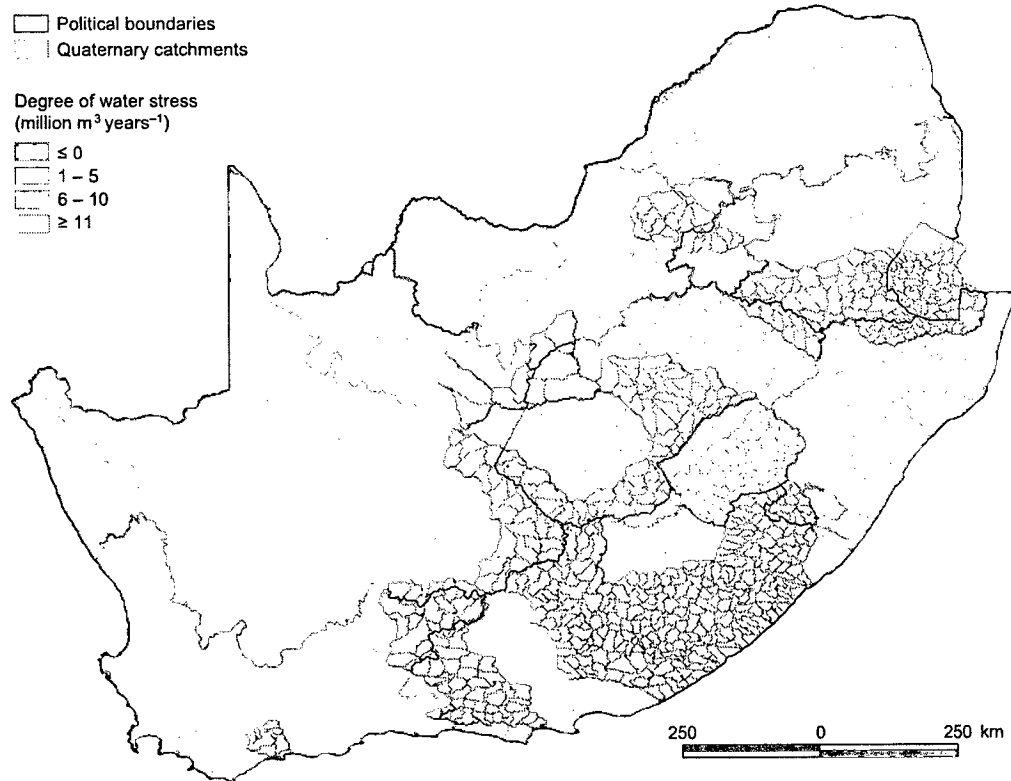 Political boundaries
Quaternary catchments
Degree of water stress
(million m³ years⁻¹)
≤ 0
1 – 5
6 – 10
≥ 11
250 0 250 km